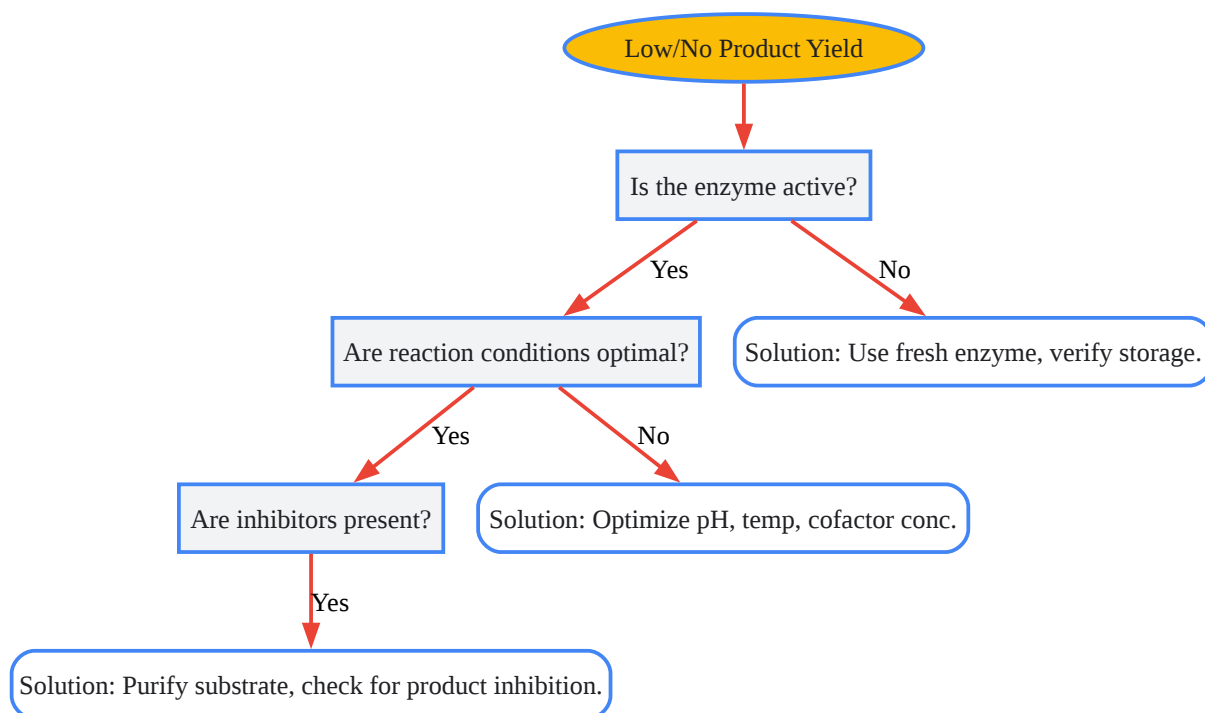 Low/No Product Yield
Is the enzyme active?
Yes
No
Are reaction conditions optimal?
Solution: Use fresh enzyme, verify storage.
Yes
No
Are inhibitors present?
Solution: Optimize pH, temp, cofactor conc.
Yes
Solution: Purify substrate, check for product inhibition.